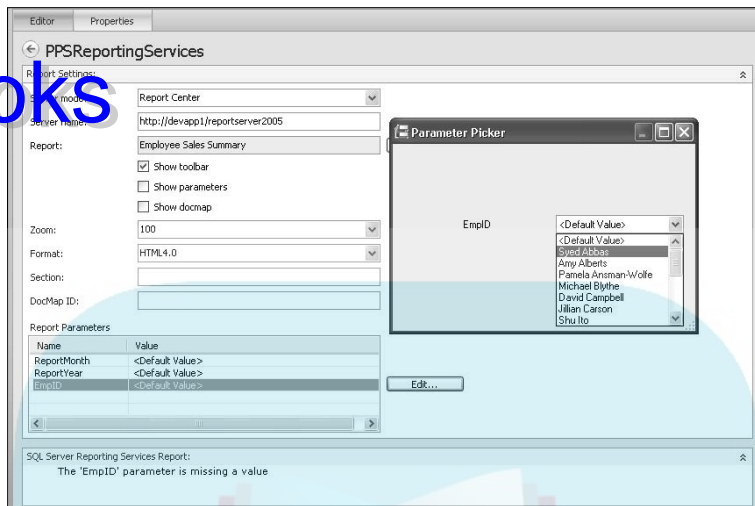 Editor Properties
PPSReportingServices
Report Settings:
oks
mode: Report Center
Server name: http://devapp1/reportserver2005
Report: Employee Sales Summary
Show toolbar
Show parameters
Show docmap
Zoom: 100
Format: HTML4.0
Section:
DocMap ID:
Report Parameters
Name Value
ReportMonth <Default Value>
ReportYear <Default Value>
EmpID <Default Value>
Edit...
Parameter Picker
EmpID <Default Value>
<Default Value>
Syed Abbas
Amy Alberts
Pamela Ansman-Wolfe
Michael Blythe
David Campbell
Jillian Carson
Shu Ito
SQL Server Reporting Services Report:
The 'EmpID' parameter is missing a value